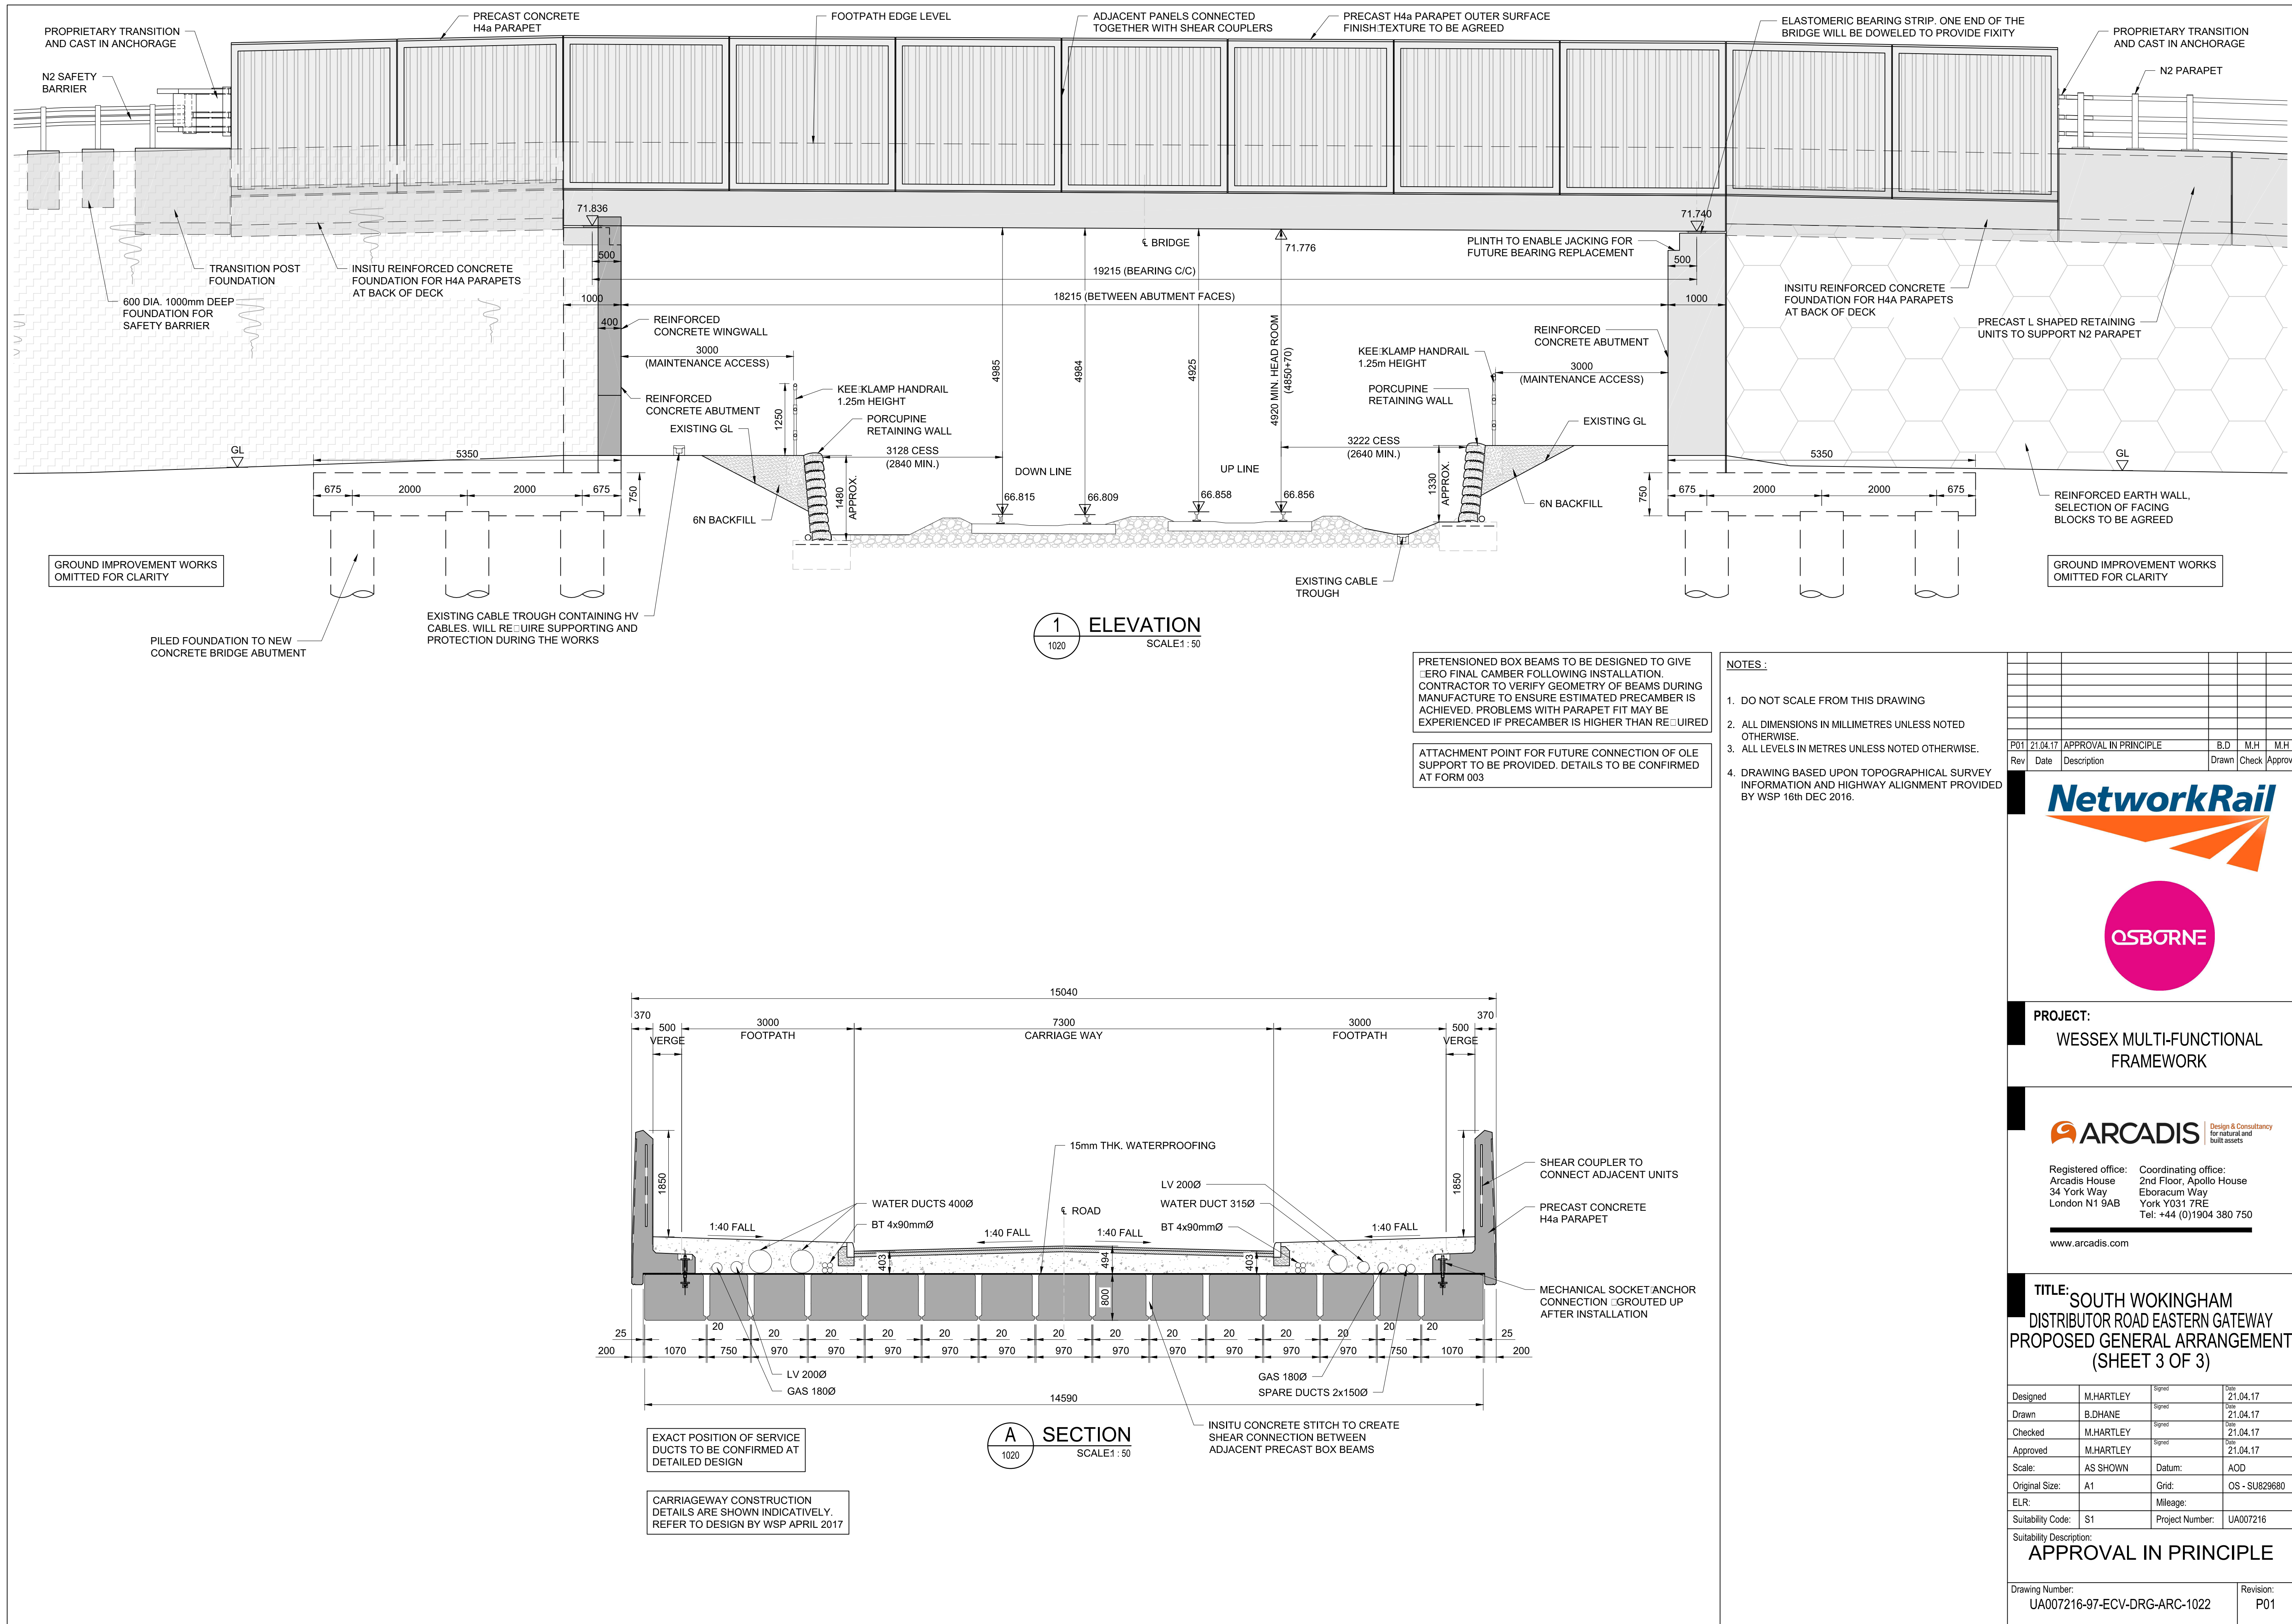 PROPRIETARY TRANSITION
AND CAST IN ANCHORAGE
N2 SAFETY
BARRIER
PRECAST CONCRETE
H4a PARAPET
FOOTPATH EDGE LEVEL
ADJACENT PANELS CONNECTED
TOGETHER WITH SHEAR COUPLERS
PRECAST H4a PARAPET OUTER SURFACE
FINISH□TEXTURE TO BE AGREED
ELASTOMERIC BEARING STRIP. ONE END OF THE
BRIDGE WILL BE DOWELED TO PROVIDE FIXITY
PROPRIETARY TRANSITION
AND CAST IN ANCHORAGE
N2 PARAPET
71.836
71.740
℄ BRIDGE
71.776
PLINTH TO ENABLE JACKING FOR
FUTURE BEARING REPLACEMENT
500
500
19215 (BEARING C/C)
18215 (BETWEEN ABUTMENT FACES)
1000
1000
400
TRANSITION POST
FOUNDATION
INSITU REINFORCED CONCRETE
FOUNDATION FOR H4A PARAPETS
AT BACK OF DECK
600 DIA. 1000mm DEEP
FOUNDATION FOR
SAFETY BARRIER
INSITU REINFORCED CONCRETE
FOUNDATION FOR H4A PARAPETS
AT BACK OF DECK
PRECAST L SHAPED RETAINING
UNITS TO SUPPORT N2 PARAPET
REINFORCED
CONCRETE WINGWALL
3000
(MAINTENANCE ACCESS)
KEE□KLAMP HANDRAIL
1.25m HEIGHT
REINFORCED
CONCRETE ABUTMENT
1250
EXISTING GL
PORCUPINE
RETAINING WALL
3128 CESS
(2840 MIN.)
4985
4984
4925
4920 MIN. HEAD ROOM
(4850+70)
REINFORCED
CONCRETE ABUTMENT
KEE□KLAMP HANDRAIL
1.25m HEIGHT
3000
(MAINTENANCE ACCESS)
PORCUPINE
RETAINING WALL
EXISTING GL
3222 CESS
(2640 MIN.)
GL
GL
5350
5350
DOWN LINE
UP LINE
675
2000
2000
675
750
1480
APPROX.
66.815
66.809
66.858
66.856
1330
APPROX.
750
675
2000
2000
675
6N BACKFILL
6N BACKFILL
REINFORCED EARTH WALL,
SELECTION OF FACING
BLOCKS TO BE AGREED
GROUND IMPROVEMENT WORKS
OMITTED FOR CLARITY
GROUND IMPROVEMENT WORKS
OMITTED FOR CLARITY
EXISTING CABLE
TROUGH
EXISTING CABLE TROUGH CONTAINING HV
CABLES. WILL RE□UIRE SUPPORTING AND
PROTECTION DURING THE WORKS
PILED FOUNDATION TO NEW
CONCRETE BRIDGE ABUTMENT
1
1020
ELEVATION
SCALE1 : 50
PRETENSIONED BOX BEAMS TO BE DESIGNED TO GIVE
□ERO FINAL CAMBER FOLLOWING INSTALLATION.
CONTRACTOR TO VERIFY GEOMETRY OF BEAMS DURING
MANUFACTURE TO ENSURE ESTIMATED PRECAMBER IS
ACHIEVED. PROBLEMS WITH PARAPET FIT MAY BE
EXPERIENCED IF PRECAMBER IS HIGHER THAN RE□UIRED
ATTACHMENT POINT FOR FUTURE CONNECTION OF OLE
SUPPORT TO BE PROVIDED. DETAILS TO BE CONFIRMED
AT FORM 003
NOTES :
1. DO NOT SCALE FROM THIS DRAWING
2. ALL DIMENSIONS IN MILLIMETRES UNLESS NOTED
OTHERWISE.
3. ALL LEVELS IN METRES UNLESS NOTED OTHERWISE.
4. DRAWING BASED UPON TOPOGRAPHICAL SURVEY
INFORMATION AND HIGHWAY ALIGNMENT PROVIDED
BY WSP 16th DEC 2016.
15040
370
500
VERGE
3000
FOOTPATH
7300
CARRIAGE WAY
3000
FOOTPATH
500
VERGE
370
1850
1850
15mm THK. WATERPROOFING
WATER DUCTS 400Ø
BT 4x90mmØ
℄ ROAD
LV 200Ø
WATER DUCT 315Ø
BT 4x90mmØ
1:40 FALL
1:40 FALL
1:40 FALL
1:40 FALL
403
494
403
800
SHEAR COUPLER TO
CONNECT ADJACENT UNITS
PRECAST CONCRETE
H4a PARAPET
MECHANICAL SOCKET□ANCHOR
CONNECTION □GROUTED UP
AFTER INSTALLATION
25 20 20 20 20 20 20 20 20 20 20 20 20 20 20 25
200 1070 750 970 970 970 970 970 970 970 970 970 970 970 750 1070 200
LV 200Ø
GAS 180Ø
GAS 180Ø
SPARE DUCTS 2x150Ø
14590
INSITU CONCRETE STITCH TO CREATE
SHEAR CONNECTION BETWEEN
ADJACENT PRECAST BOX BEAMS
A
1020
SECTION
SCALE1 : 50
EXACT POSITION OF SERVICE
DUCTS TO BE CONFIRMED AT
DETAILED DESIGN
CARRIAGEWAY CONSTRUCTION
DETAILS ARE SHOWN INDICATIVELY.
REFER TO DESIGN BY WSP APRIL 2017
P01 21.04.17 APPROVAL IN PRINCIPLE B.D M.H M.H
Rev Date Description Drawn Check Approv
NetworkRail
OSBORNE
PROJECT:
WESSEX MULTI-FUNCTIONAL
FRAMEWORK
ARCADIS
Design & Consultancy
for natural and
built assets
Registered office:
Arcadis House
34 York Way
London N1 9AB
Coordinating office:
2nd Floor, Apollo House
Eboracum Way
York Y031 7RE
Tel: +44 (0)1904 380 750
www.arcadis.com
TITLE:
SOUTH WOKINGHAM
DISTRIBUTOR ROAD EASTERN GATEWAY
PROPOSED GENERAL ARRANGEMENT
(SHEET 3 OF 3)
Designed M.HARTLEY Signed Date 21.04.17
Drawn B.DHANE Signed Date 21.04.17
Checked M.HARTLEY Signed Date 21.04.17
Approved M.HARTLEY Signed Date 21.04.17
Scale: AS SHOWN Datum: AOD
Original Size: A1 Grid: OS - SU829680
ELR: Mileage:
Suitability Code: S1 Project Number: UA007216
Suitability Description:
APPROVAL IN PRINCIPLE
Drawing Number:
UA007216-97-ECV-DRG-ARC-1022
Revision:
P01